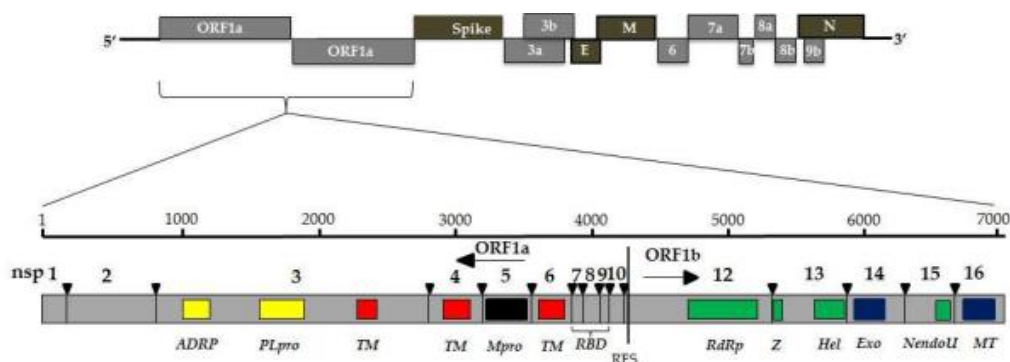 ORF1a 3b 7a 8a
5′ Spike M N 3′
ORF1a 3a E 6 7b 8b 9b
1 1000 2000 3000 4000 5000 6000 7000
ORF1a ORF1b
nsp 1 2 3 4 5 6 7 8 9 10 12 13 14 15 16
ADRP PLpro TM TM Mpro TM RBD RdRp Z Hel Exo NendoU MT
RFS